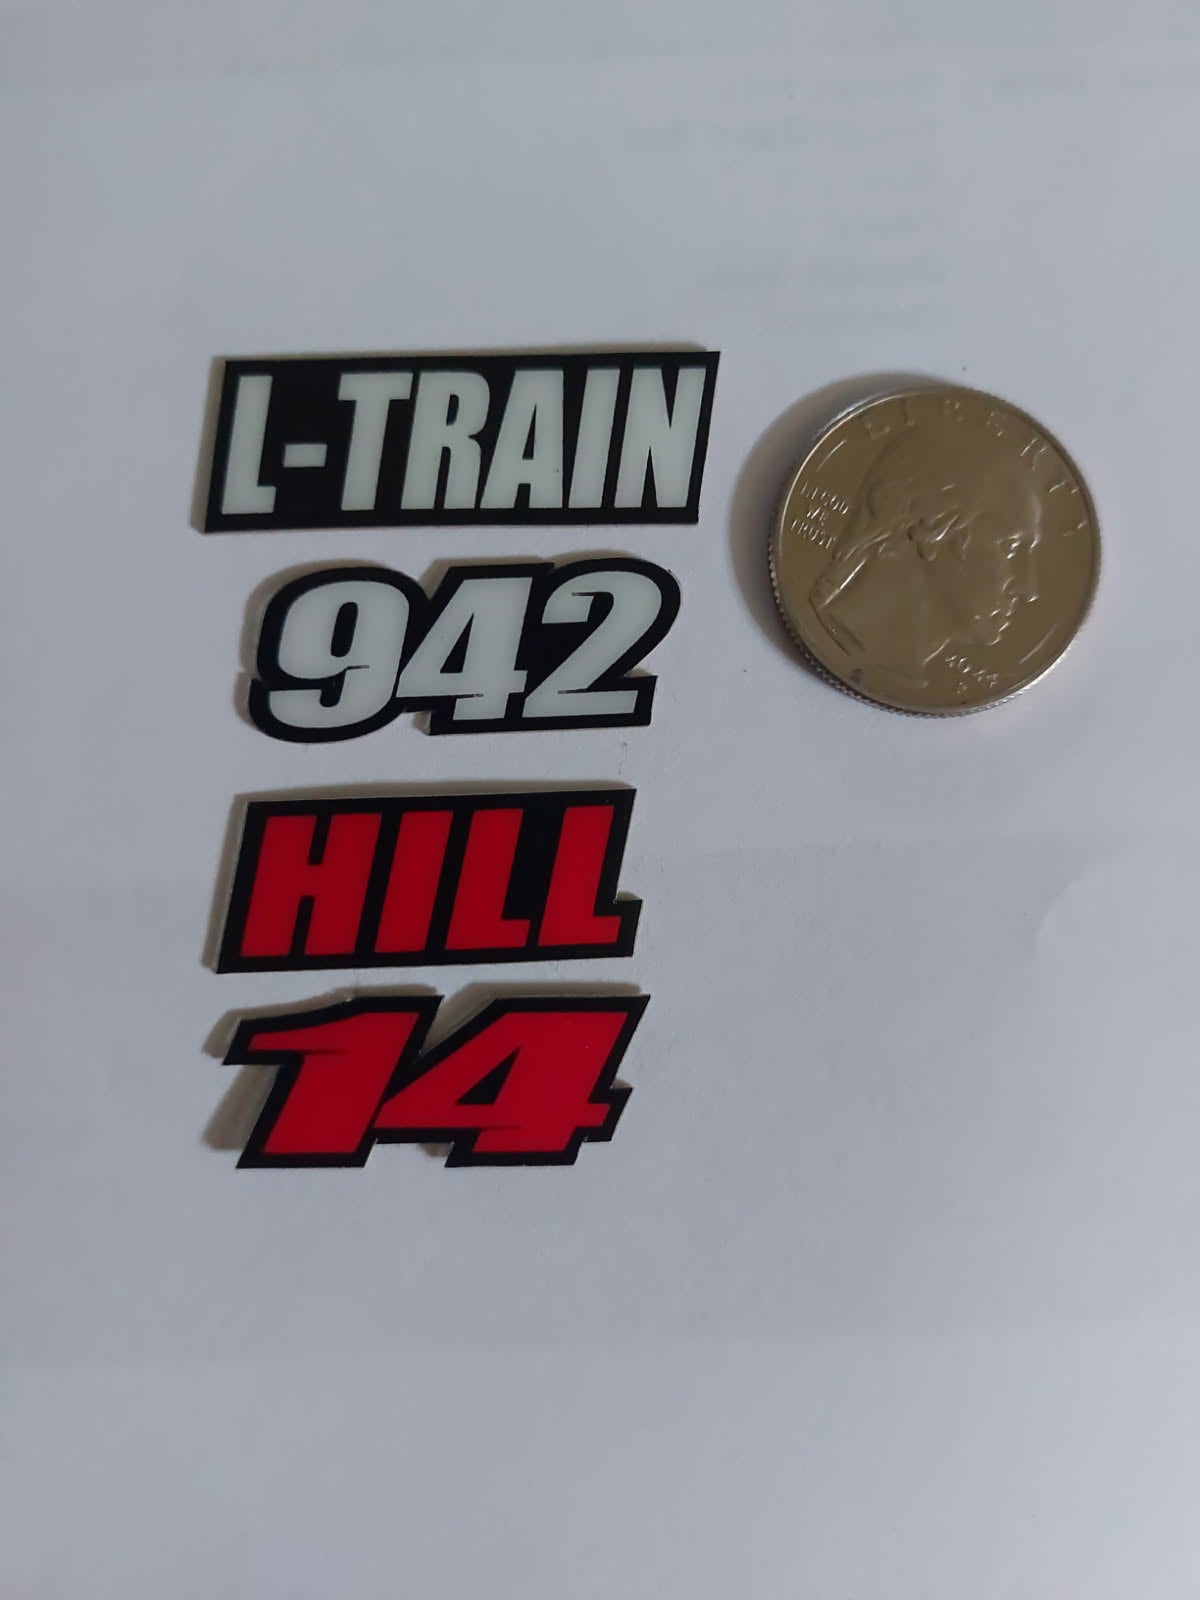 L-TRAIN
942
HILL
14
LIBERTY
IN GOD
WE
TRUST